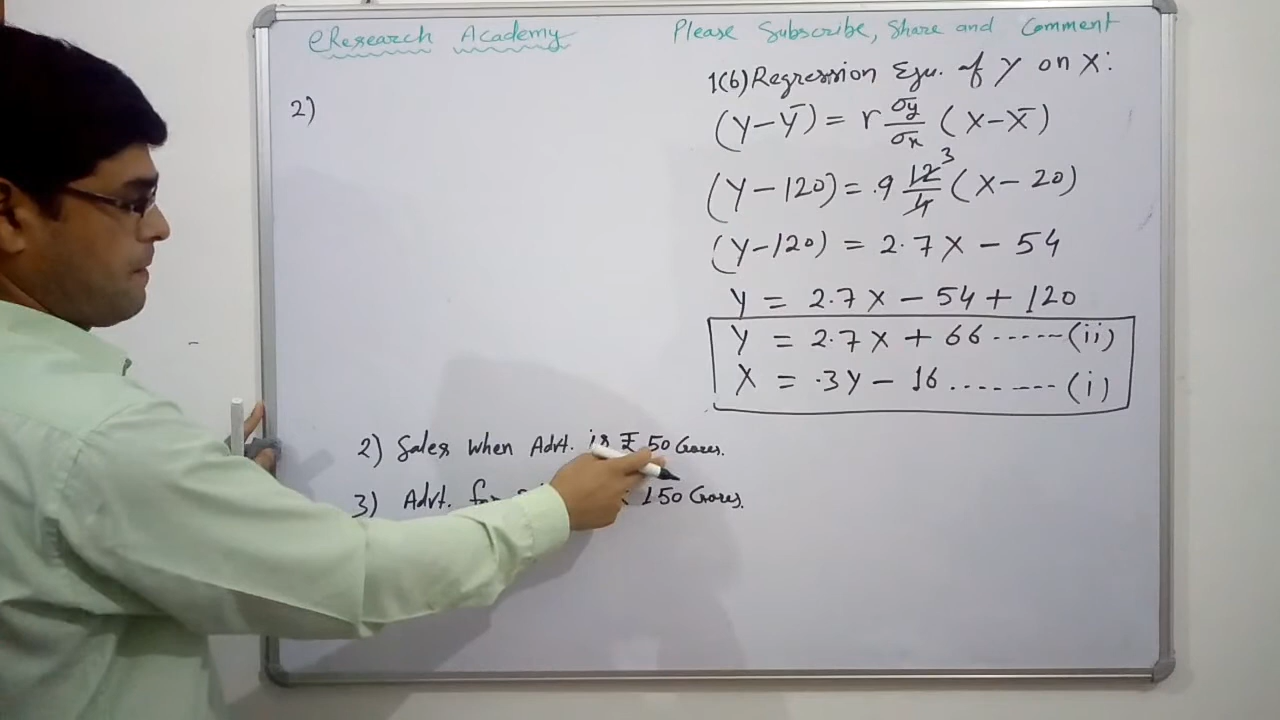 eResearch Academy
Please Subscribe, Share and Comment
1(b) Regression Equ. of Y on X:
(Y-Ȳ) = r σy/σx (X-X̄)
(Y-120) = .9 12/4 3 (X-20)
(Y-120) = 2.7X - 54
Y = 2.7X - 54 + 120
Y = 2.7X + 66 ----- (ii)
X = .3Y - 16 ------- (i)
2)
2) Sales when Advt. is ₹ 50 Crores.
3) Advt. for 150 Crores.